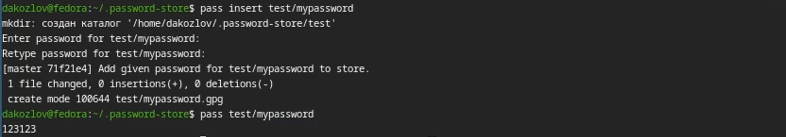 dakozlov@fedora:~/.password-store$ pass insert test/mypassword
mkdir: создан каталог '/home/dakozlov/.password-store/test'
Enter password for test/mypassword:
Retype password for test/mypassword:
[master 71f21e4] Add given password for test/mypassword to store.
 1 file changed, 0 insertions(+), 0 deletions(-)
 create mode 100644 test/mypassword.gpg
dakozlov@fedora:~/.password-store$ pass test/mypassword
123123